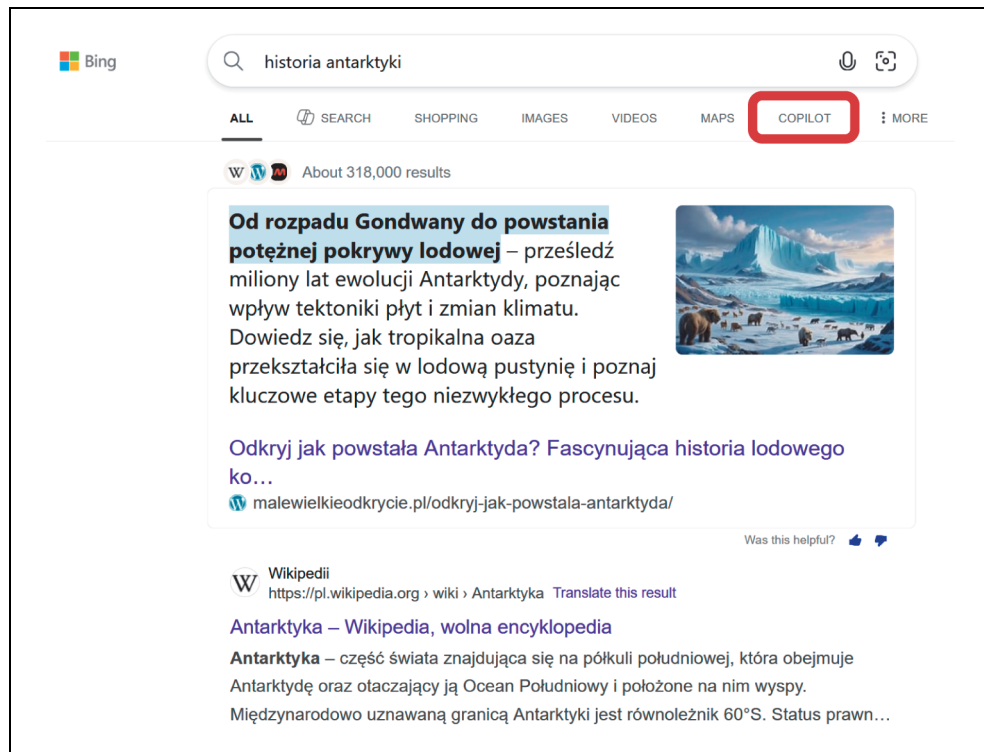 Bing
historia antarktyki
ALL SEARCH SHOPPING IMAGES VIDEOS MAPS COPILOT MORE
About 318,000 results
Od rozpadu Gondwany do powstania
potężnej pokrywy lodowej – prześledź
miliony lat ewolucji Antarktydy, poznając
wpływ tektoniki płyt i zmian klimatu.
Dowiedz się, jak tropikalna oaza
przekształciła się w lodową pustynię i poznaj
kluczowe etapy tego niezwykłego procesu.
Odkryj jak powstała Antarktyda? Fascynująca historia lodowego
ko...
malewielkieodkrycie.pl/odkryj-jak-powstala-antarktyda/
Was this helpful?
Wikipedii
https://pl.wikipedia.org › wiki › Antarktyka Translate this result
Antarktyka – Wikipedia, wolna encyklopedia
Antarktyka – część świata znajdująca się na półkuli południowej, która obejmuje
Antarktydę oraz otaczający ją Ocean Południowy i położone na nim wyspy.
Międzynarodowo uznawaną granicą Antarktyki jest równoleżnik 60°S. Status prawn...